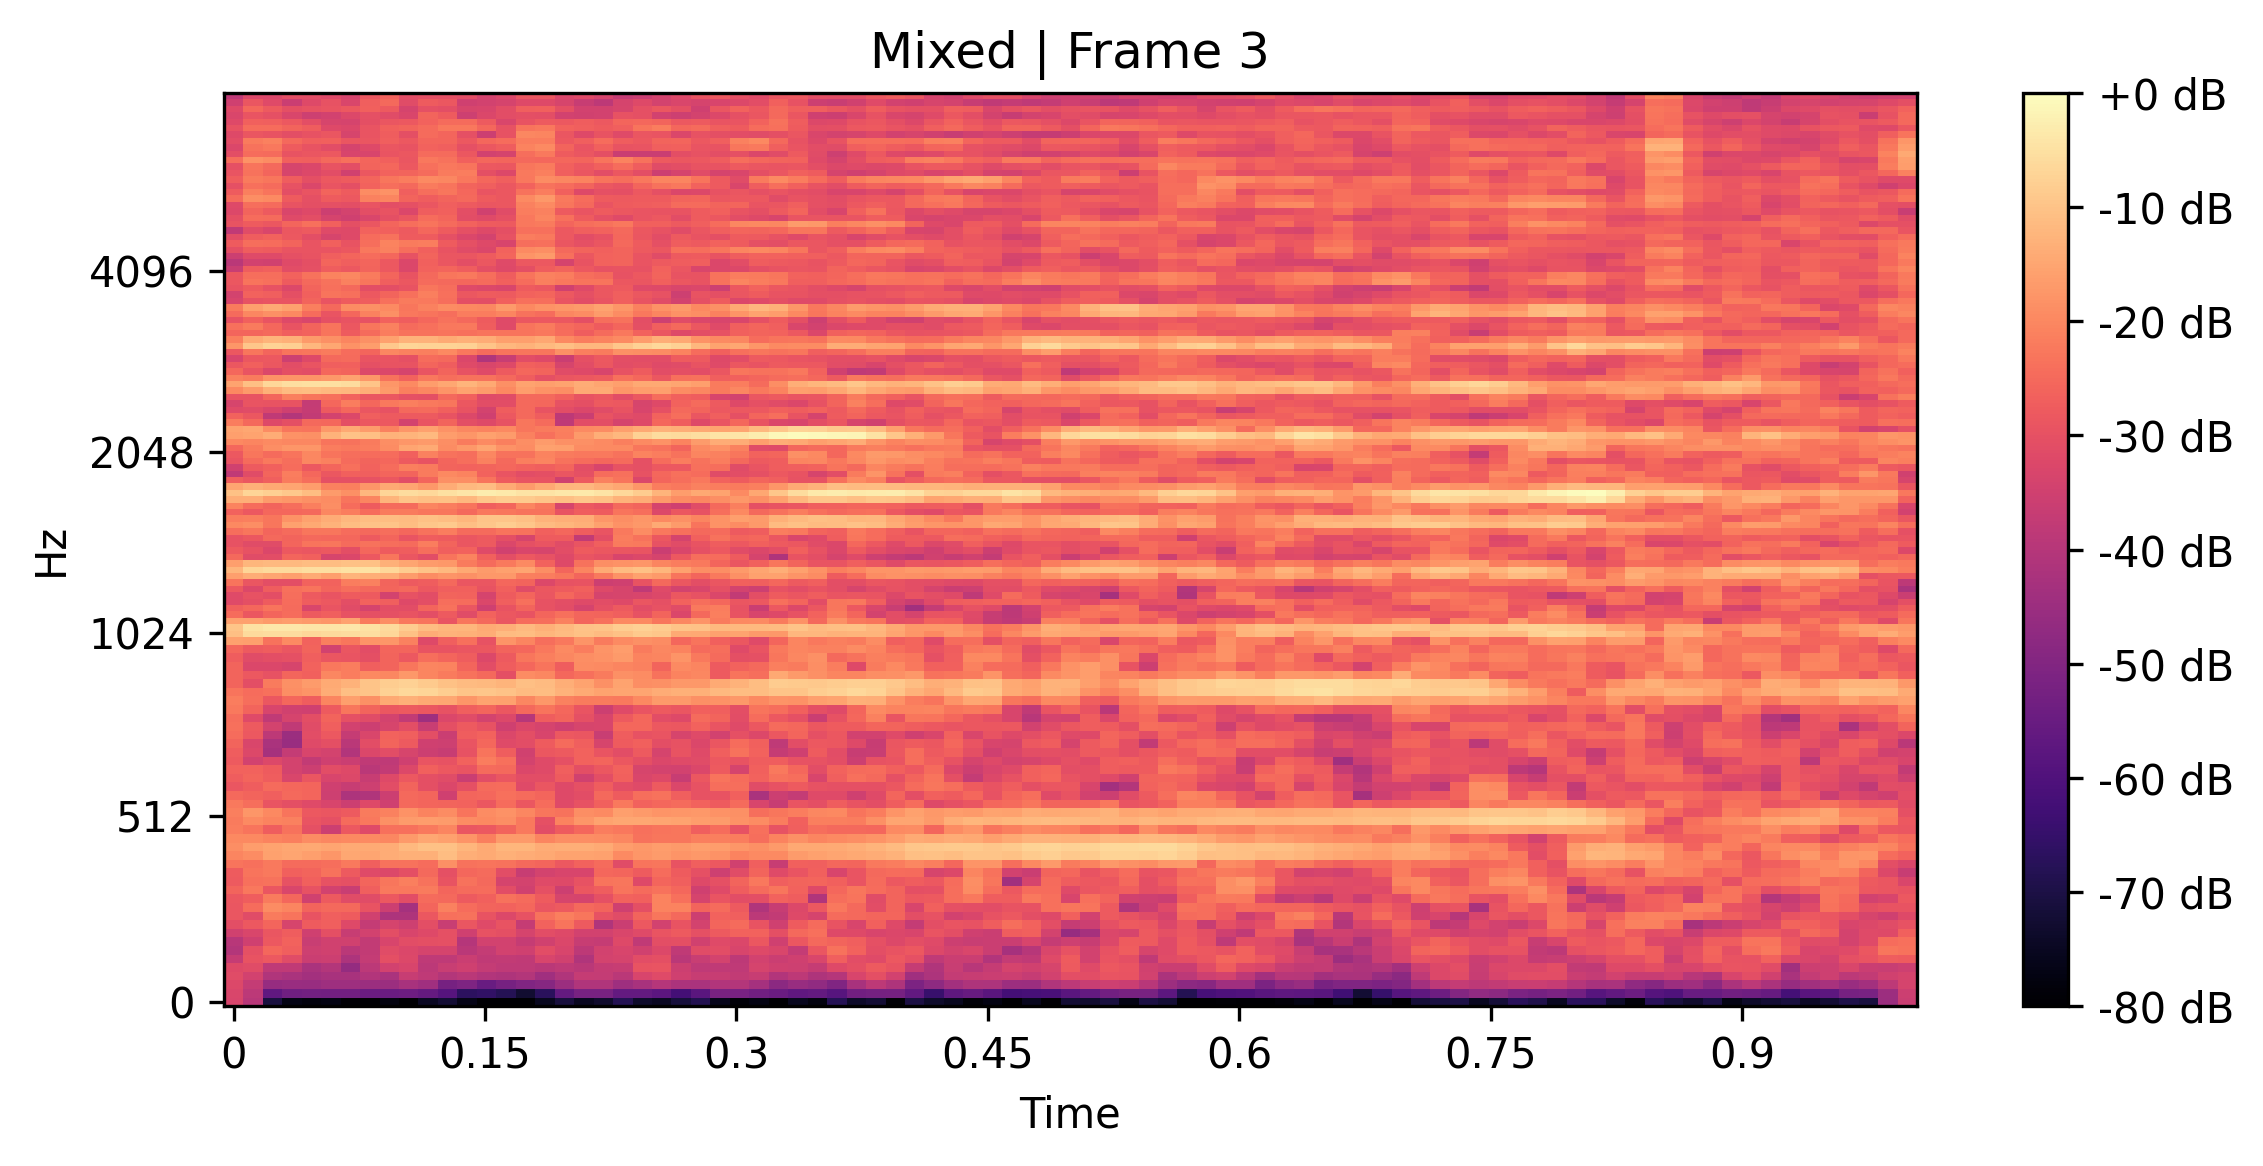 Mixed | Frame 3
+0 dB
-10 dB
-20 dB
-30 dB
-40 dB
-50 dB
-60 dB
-70 dB
-80 dB
Hz
4096
2048
1024
512
0
0 0.15 0.3 0.45 0.6 0.75 0.9
Time